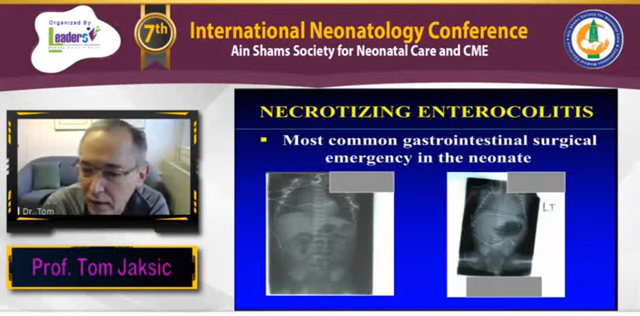 Organized By
Leaders
7th
International Neonatology Conference
Ain Shams Society for Neonatal Care and CME
NECROTIZING ENTEROCOLITIS
Most common gastrointestinal surgical
emergency in the neonate
LT
Dr. Tom
Prof. Tom Jaksic